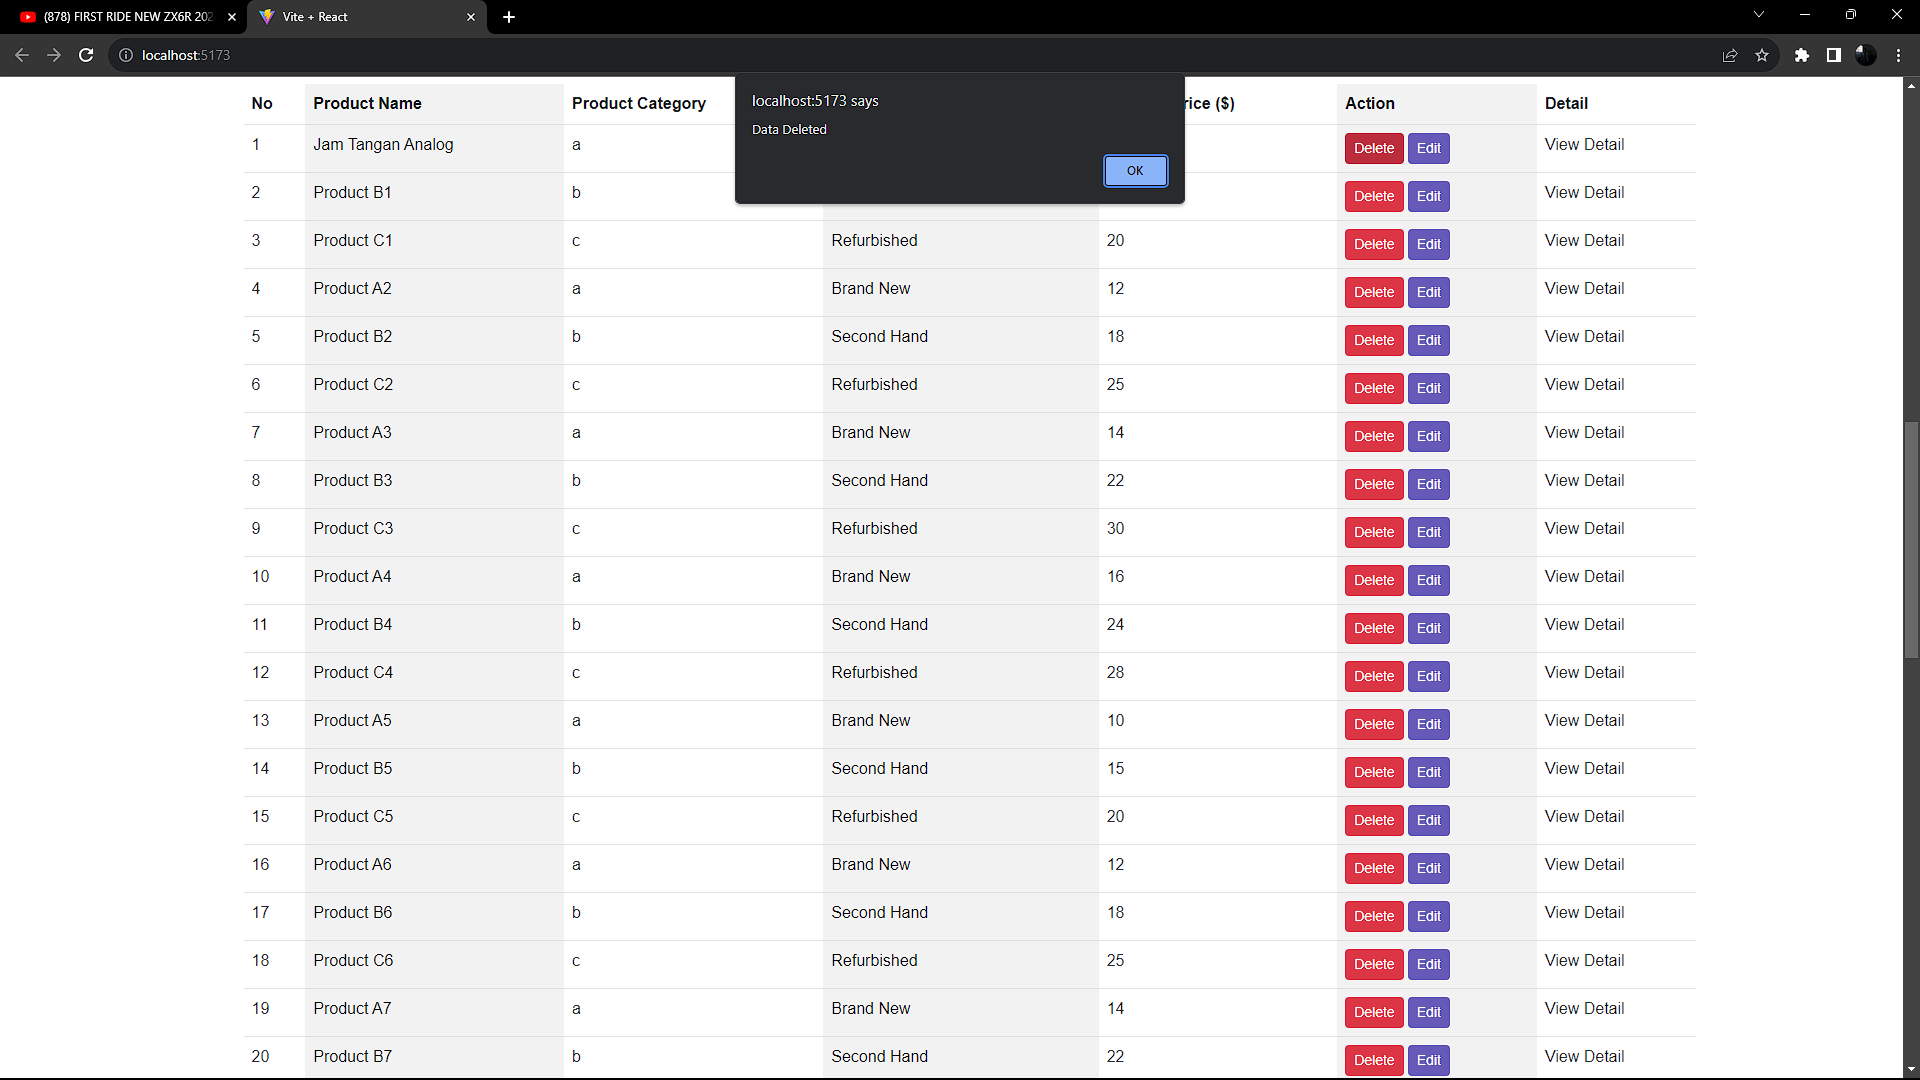 (878) FIRST RIDE NEW ZX6R 202
Vite + React
localhost:5173
localhost:5173 says
Data Deleted
OK
No Product Name Product Category rice ($) Action Detail
1 Jam Tangan Analog a Delete Edit View Detail
2 Product B1 b Delete Edit View Detail
3 Product C1 c Refurbished 20 Delete Edit View Detail
4 Product A2 a Brand New 12 Delete Edit View Detail
5 Product B2 b Second Hand 18 Delete Edit View Detail
6 Product C2 c Refurbished 25 Delete Edit View Detail
7 Product A3 a Brand New 14 Delete Edit View Detail
8 Product B3 b Second Hand 22 Delete Edit View Detail
9 Product C3 c Refurbished 30 Delete Edit View Detail
10 Product A4 a Brand New 16 Delete Edit View Detail
11 Product B4 b Second Hand 24 Delete Edit View Detail
12 Product C4 c Refurbished 28 Delete Edit View Detail
13 Product A5 a Brand New 10 Delete Edit View Detail
14 Product B5 b Second Hand 15 Delete Edit View Detail
15 Product C5 c Refurbished 20 Delete Edit View Detail
16 Product A6 a Brand New 12 Delete Edit View Detail
17 Product B6 b Second Hand 18 Delete Edit View Detail
18 Product C6 c Refurbished 25 Delete Edit View Detail
19 Product A7 a Brand New 14 Delete Edit View Detail
20 Product B7 b Second Hand 22 Delete Edit View Detail